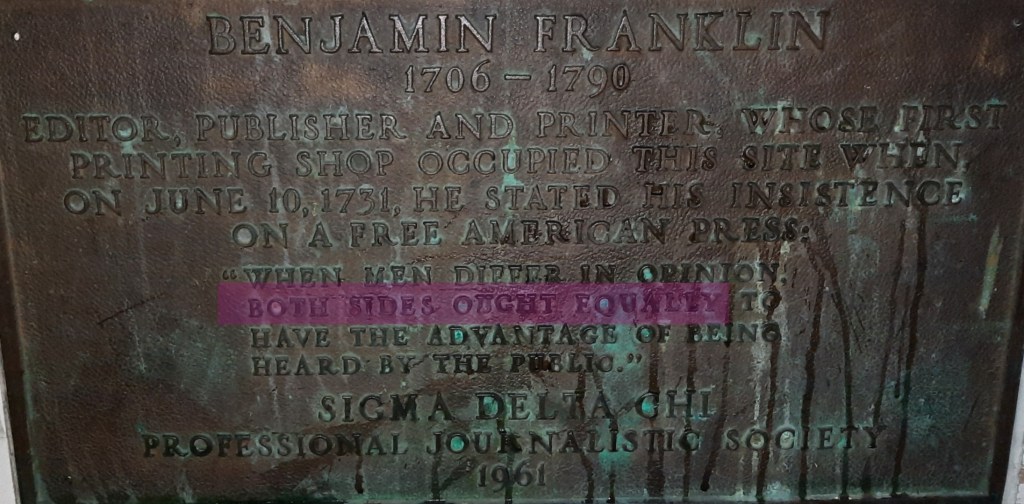 BENJAMIN FRANKLIN
1706 – 1790
EDITOR, PUBLISHER AND PRINTER, WHOSE FIRST
PRINTING SHOP OCCUPIED THIS SITE WHEN,
ON JUNE 10, 1731, HE STATED HIS INSISTENCE
ON A FREE AMERICAN PRESS:
"WHEN MEN DIFFER IN OPINION,
BOTH SIDES OUGHT EQUALLY TO
HAVE THE ADVANTAGE OF BEING
HEARD BY THE PUBLIC."
SIGMA DELTA CHI
PROFESSIONAL JOURNALISTIC SOCIETY
1961